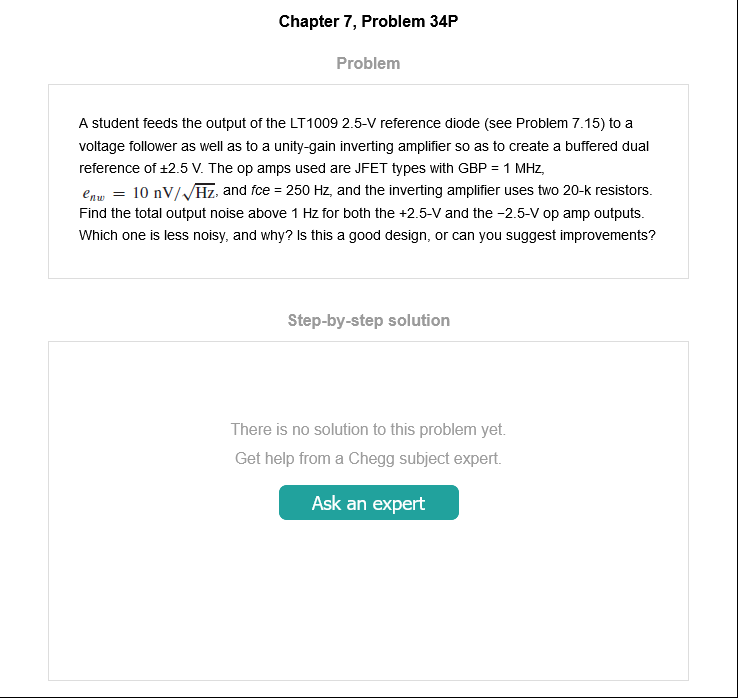 Chapter 7, Problem 34P
Problem
A student feeds the output of the LT1009 2.5-V reference diode (see Problem 7.15) to a
voltage follower as well as to a unity-gain inverting amplifier so as to create a buffered dual
reference of ±2.5 V. The op amps used are JFET types with GBP = 1 MHz,
enw = 10 nV/√Hz, and fce = 250 Hz, and the inverting amplifier uses two 20-k resistors.
Find the total output noise above 1 Hz for both the +2.5-V and the −2.5-V op amp outputs.
Which one is less noisy, and why? Is this a good design, or can you suggest improvements?
Step-by-step solution
There is no solution to this problem yet.
Get help from a Chegg subject expert.
Ask an expert